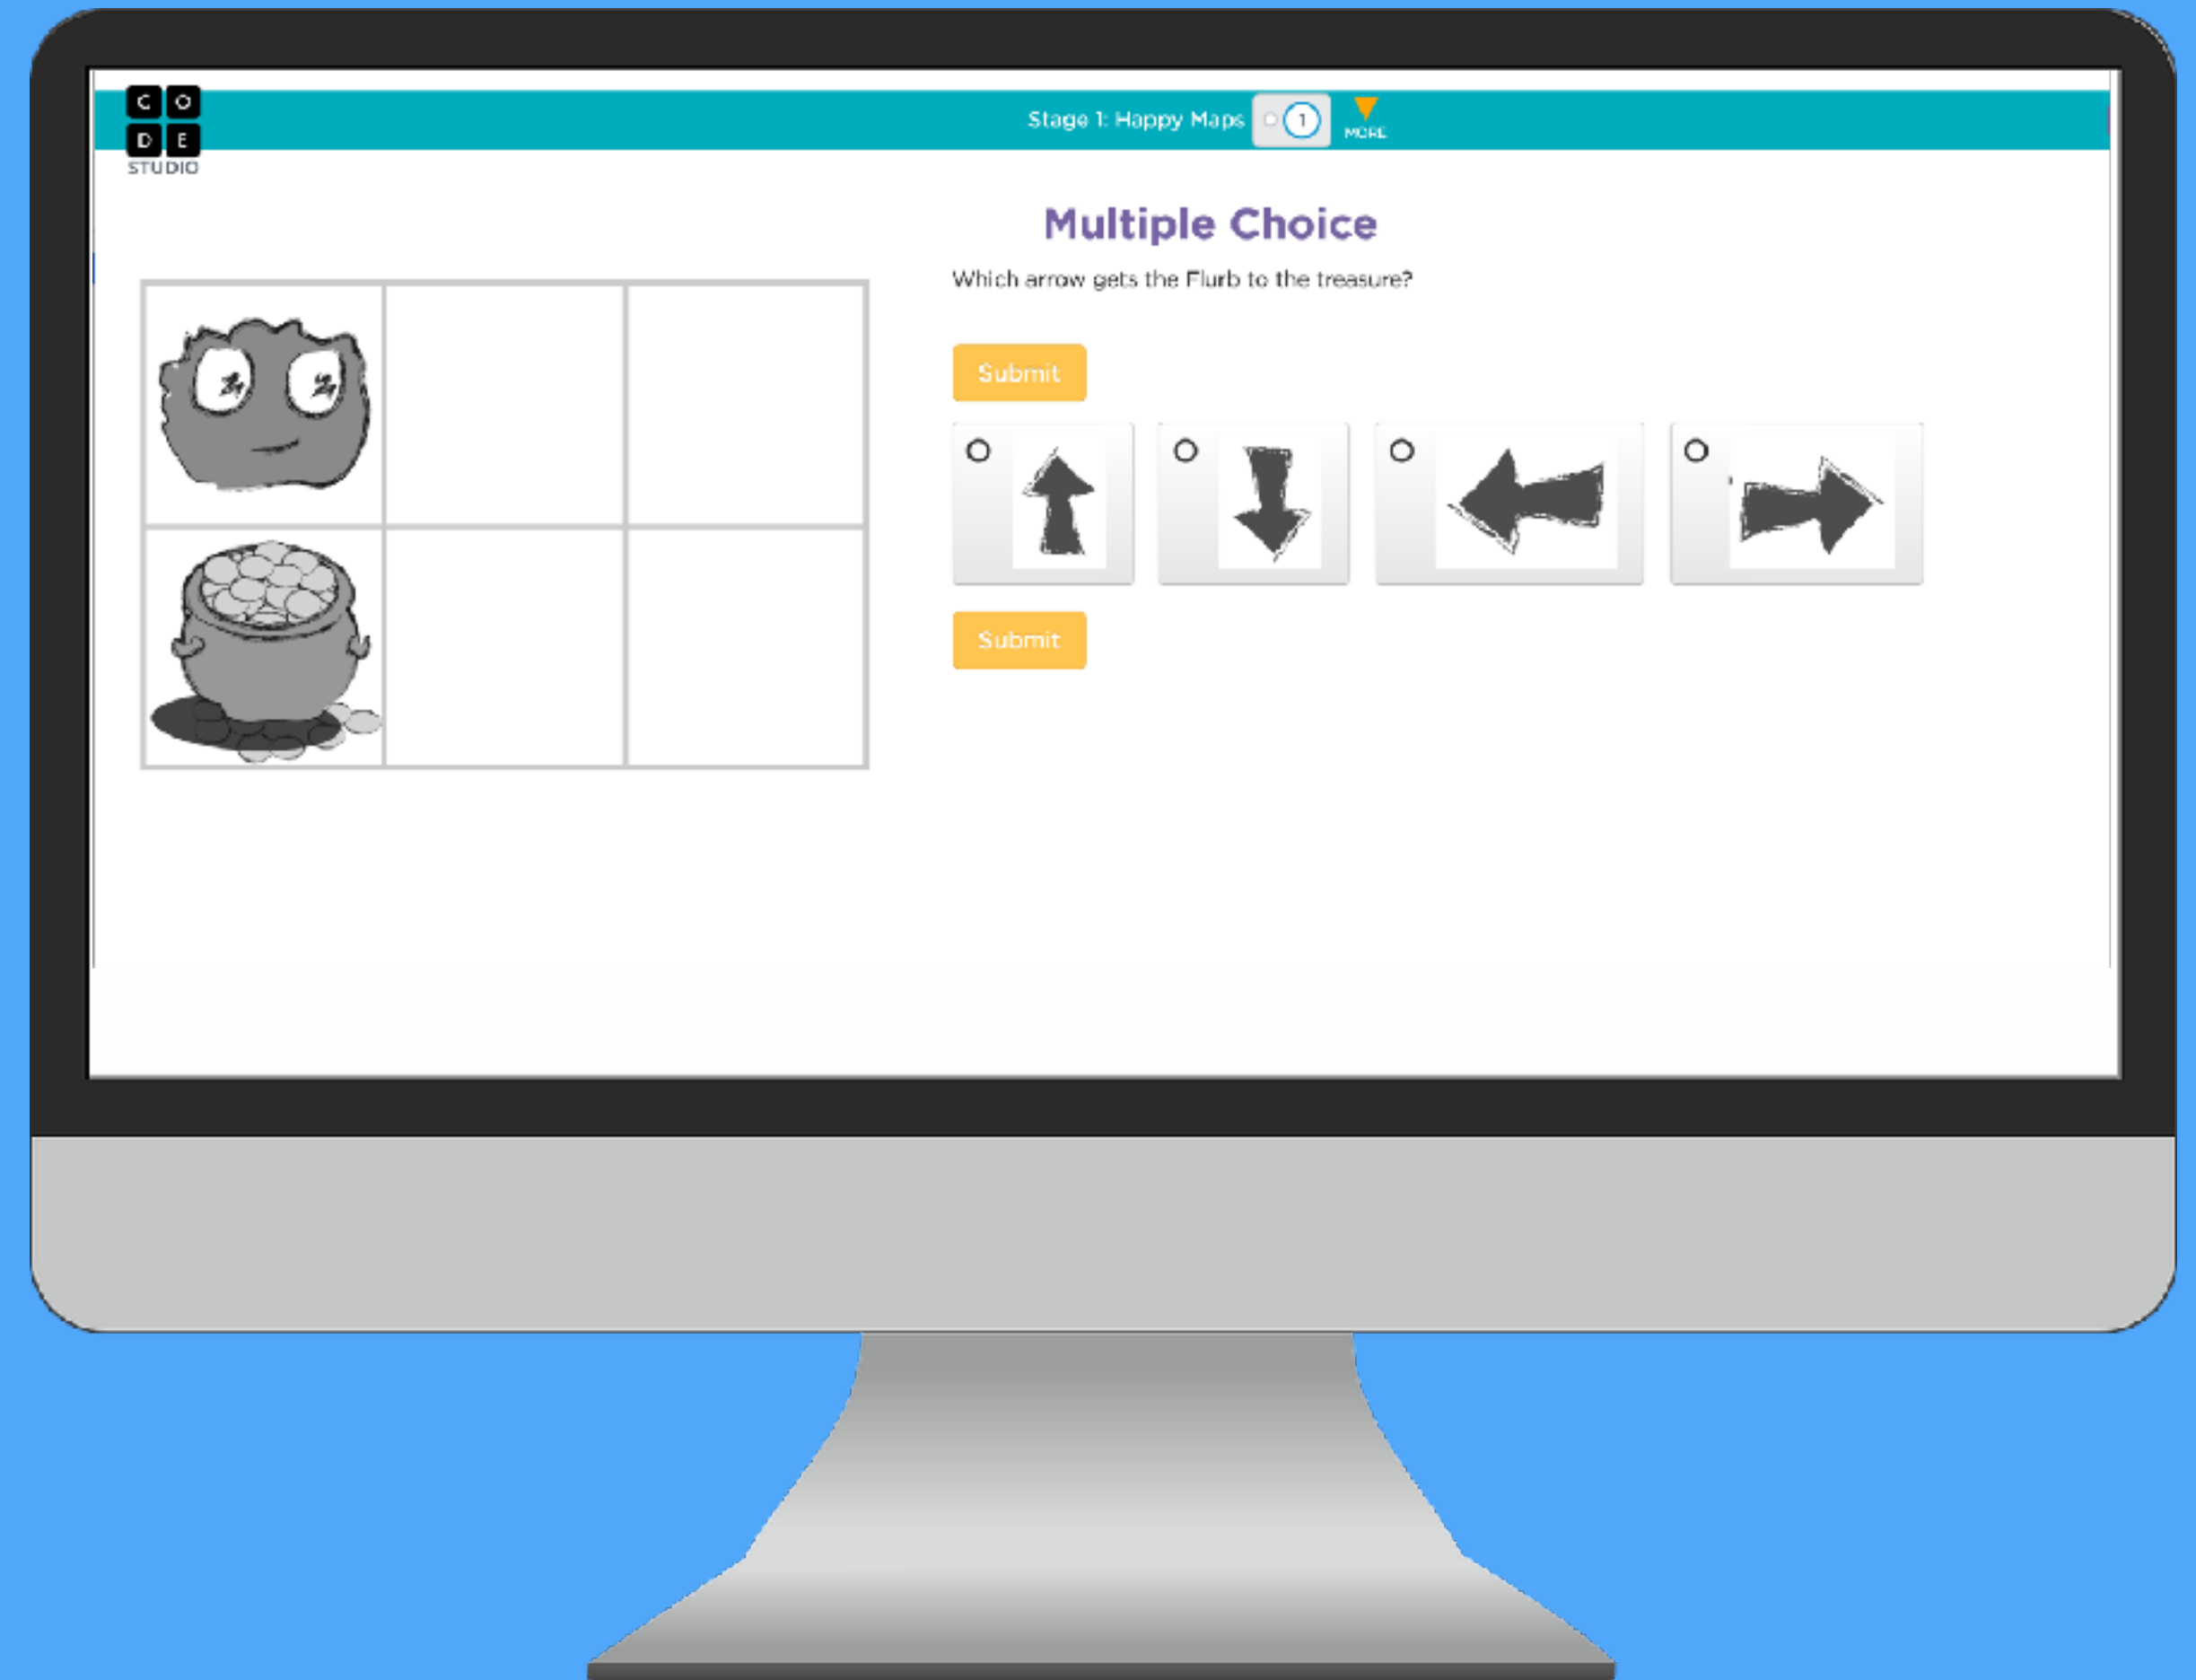 C O
D E
STUDIO
Stage 1: Happy Maps 1 MORE
Multiple Choice
Which arrow gets the Flurb to the treasure?
Submit
Submit